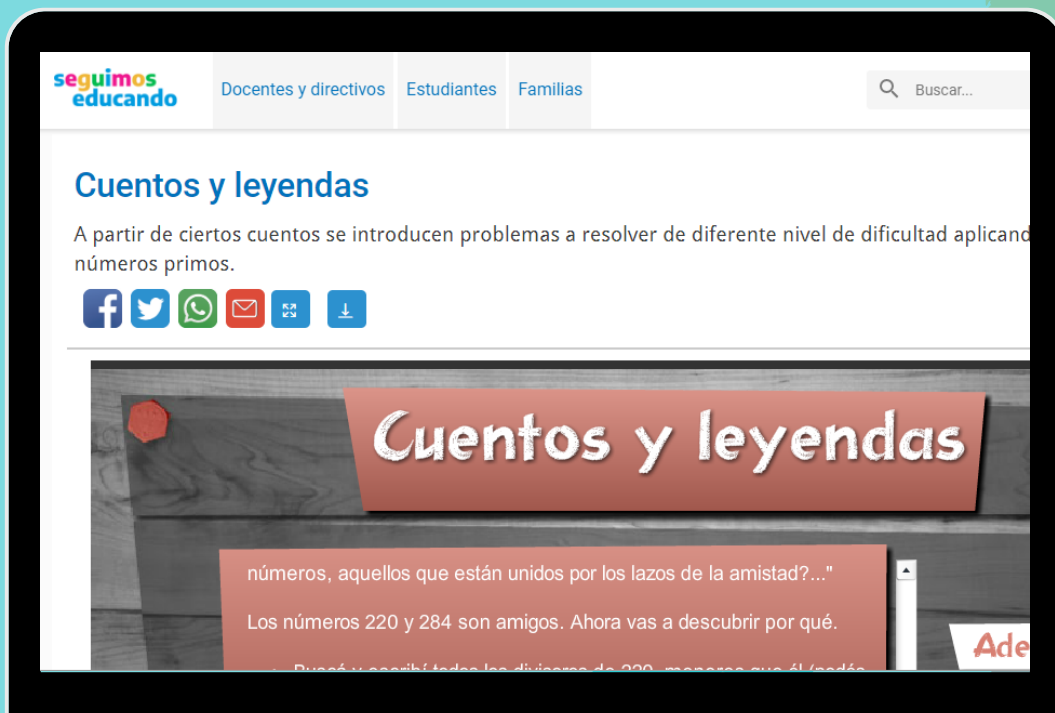 seguimos
educando
Docentes y directivos Estudiantes Familias
Buscar...
Cuentos y leyendas
A partir de ciertos cuentos se introducen problemas a resolver de diferente nivel de dificultad aplicand
números primos.
Cuentos y leyendas
números, aquellos que están unidos por los lazos de la amistad?..."
Los números 220 y 284 son amigos. Ahora vas a descubrir por qué.
Ade